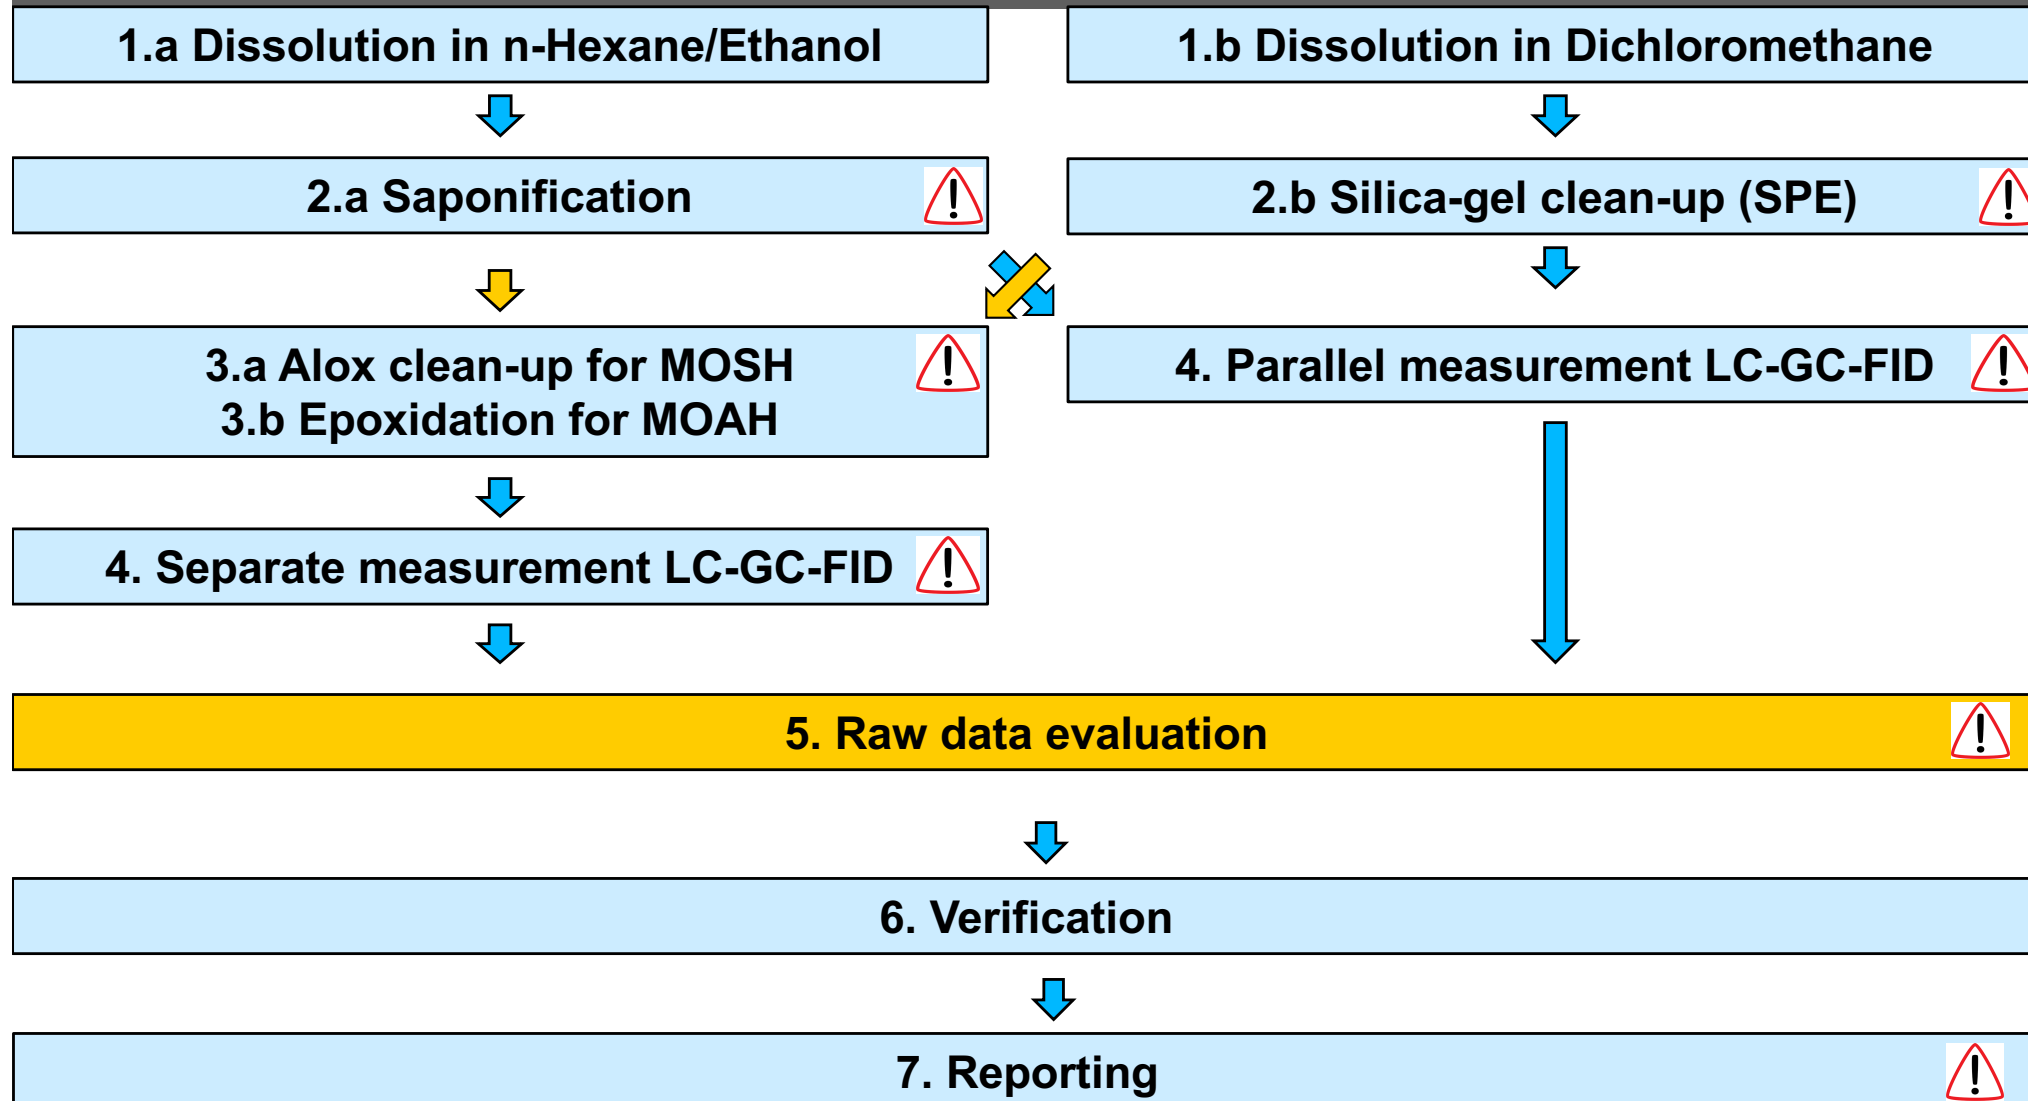 1.a Dissolution in n-Hexane/Ethanol
1.b Dissolution in Dichloromethane
2.a Saponification
2.b Silica-gel clean-up (SPE)
3.a Alox clean-up for MOSH
3.b Epoxidation for MOAH
4. Parallel measurement LC-GC-FID
4. Separate measurement LC-GC-FID
5. Raw data evaluation
6. Verification
7. Reporting